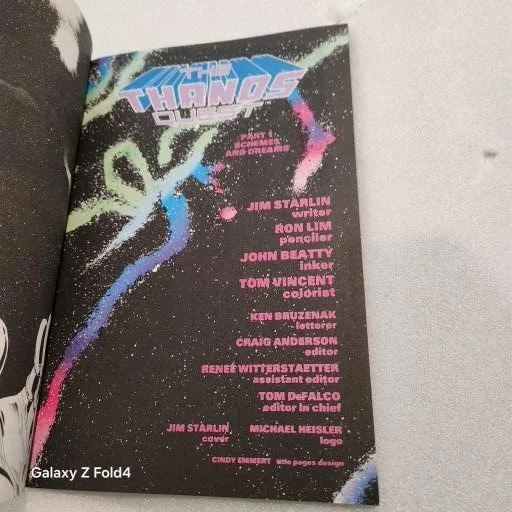 THE
THANOS
QUEST
PART 1
SCHEMES
AND DREAMS
JIM STARLIN
writer
RON LIM
penciler
JOHN BEATTY
inker
TOM VINCENT
colorist
KEN BRUZENAK
letterer
CRAIG ANDERSON
editor
RENEE WITTERSTAETTER
assistant editor
TOM DeFALCO
editor in chief
JIM STARLIN MICHAEL HEISLER
cover logo
CINDY EMMERT title pages design
Galaxy Z Fold4